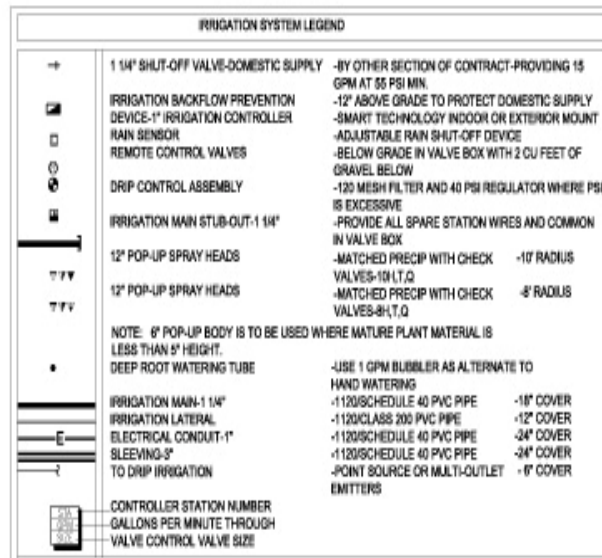 IRRIGATION SYSTEM LEGEND
1 1/4" SHUT-OFF VALVE-DOMESTIC SUPPLY -BY OTHER SECTION OF CONTRACT-PROVIDING 15
GPM AT 55 PSI MIN.
IRRIGATION BACKFLOW PREVENTION -12" ABOVE GRADE TO PROTECT DOMESTIC SUPPLY
DEVICE-1" IRRIGATION CONTROLLER -SMART TECHNOLOGY INDOOR OR EXTERIOR MOUNT
RAIN SENSOR -ADJUSTABLE RAIN SHUT-OFF DEVICE
REMOTE CONTROL VALVES -BELOW GRADE IN VALVE BOX WITH 2 CU FEET OF
GRAVEL BELOW
DRIP CONTROL ASSEMBLY -120 MESH FILTER AND 40 PSI REGULATOR WHERE PSI
IS EXCESSIVE
IRRIGATION MAIN STUB-OUT-1 1/4" -PROVIDE ALL SPARE STATION WIRES AND COMMON
IN VALVE BOX
12" POP-UP SPRAY HEADS -MATCHED PRECIP WITH CHECK -10' RADIUS
VALVES-10H,T,Q
12" POP-UP SPRAY HEADS -MATCHED PRECIP WITH CHECK -8' RADIUS
VALVES-8H,T,Q
NOTE: 6" POP-UP BODY IS TO BE USED WHERE MATURE PLANT MATERIAL IS
LESS THAN 5" HEIGHT.
DEEP ROOT WATERING TUBE -USE 1 GPM BUBBLER AS ALTERNATE TO
HAND WATERING
IRRIGATION MAIN-1 1/4" -1120/SCHEDULE 40 PVC PIPE -18" COVER
IRRIGATION LATERAL -1120/CLASS 200 PVC PIPE -12" COVER
E ELECTRICAL CONDUIT-1" -1120/SCHEDULE 40 PVC PIPE -24" COVER
SLEEVING-3" -1120/SCHEDULE 40 PVC PIPE -24" COVER
TO DRIP IRRIGATION -POINT SOURCE OR MULTI-OUTLET - 6" COVER
EMITTERS
CONTROLLER STATION NUMBER
GALLONS PER MINUTE THROUGH
VALVE CONTROL VALVE SIZE